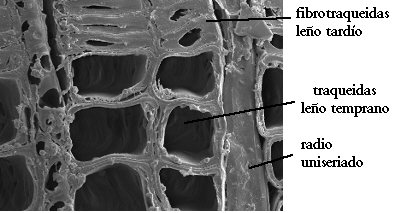 fibrotraqueidas
leño tardío
traqueidas
leño temprano
radio
uniseriado